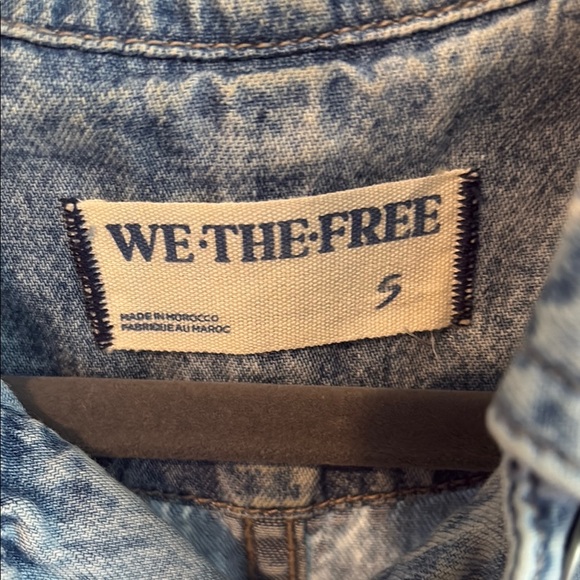 WE·THE·FREE
S
MADE IN MOROCCO
FABRIQUE AU MAROC